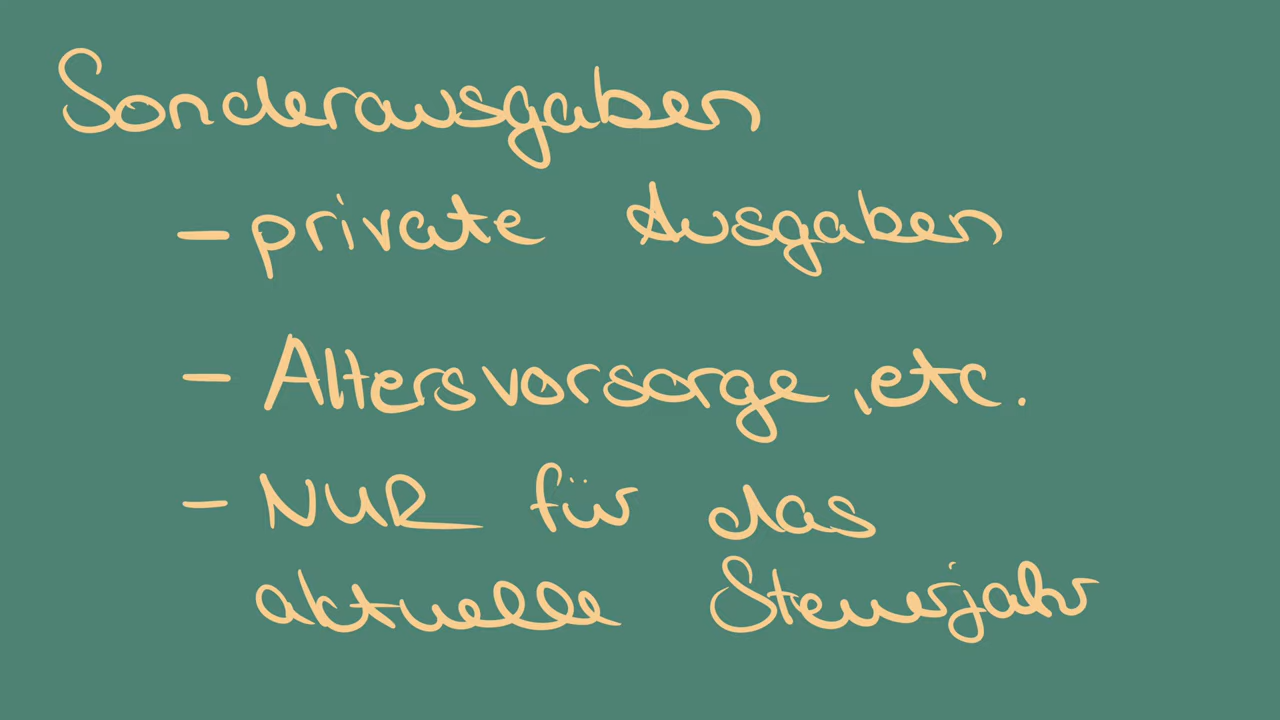 Sonderausgaben
- private Ausgaben
- Altersvorsorge, etc.
- NUR für das
aktuelle Steuerjahr